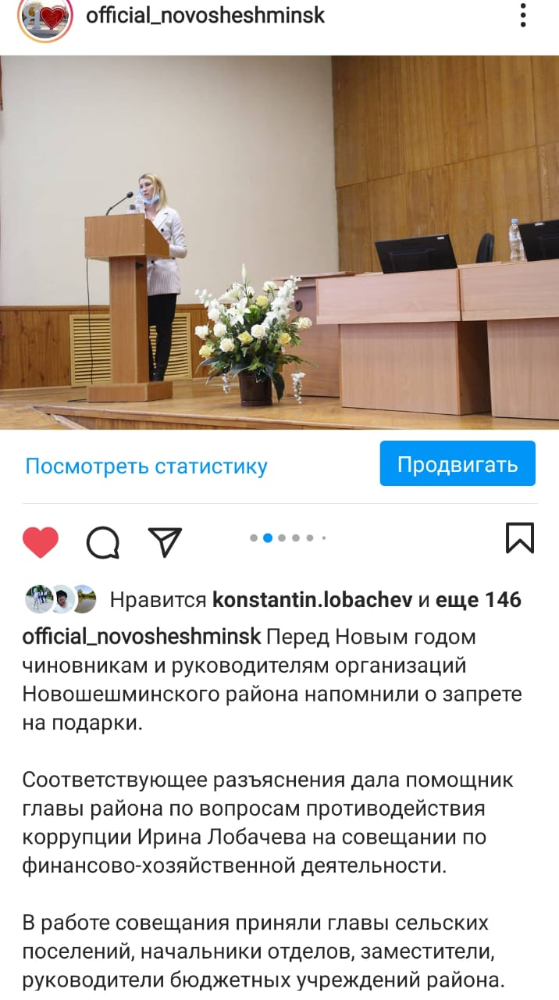 official_novosheshminsk
Посмотреть статистику
Продвигать
Нравится konstantin.lobachev и еще 146
official_novosheshminsk Перед Новым годом
чиновникам и руководителям организаций
Новошешминского района напомнили о запрете
на подарки.
Соответствующее разъяснения дала помощник
главы района по вопросам противодействия
коррупции Ирина Лобачева на совещании по
финансово-хозяйственной деятельности.
В работе совещания приняли главы сельских
поселений, начальники отделов, заместители,
руководители бюджетных учреждений района.